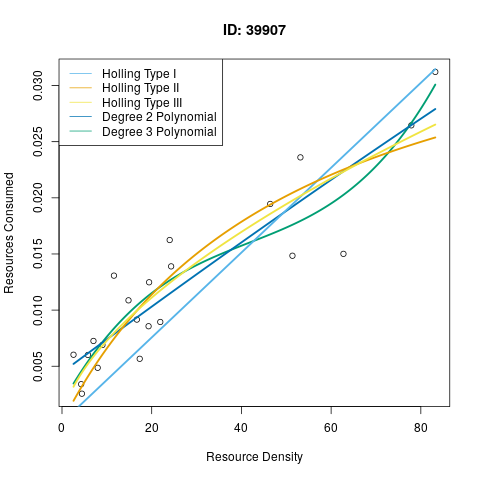 ID: 39907
Holling Type I
Holling Type II
Holling Type III
Degree 2 Polynomial
Degree 3 Polynomial
Resources Consumed
0.030
0.025
0.020
0.015
0.010
0.005
0 20 40 60 80
Resource Density